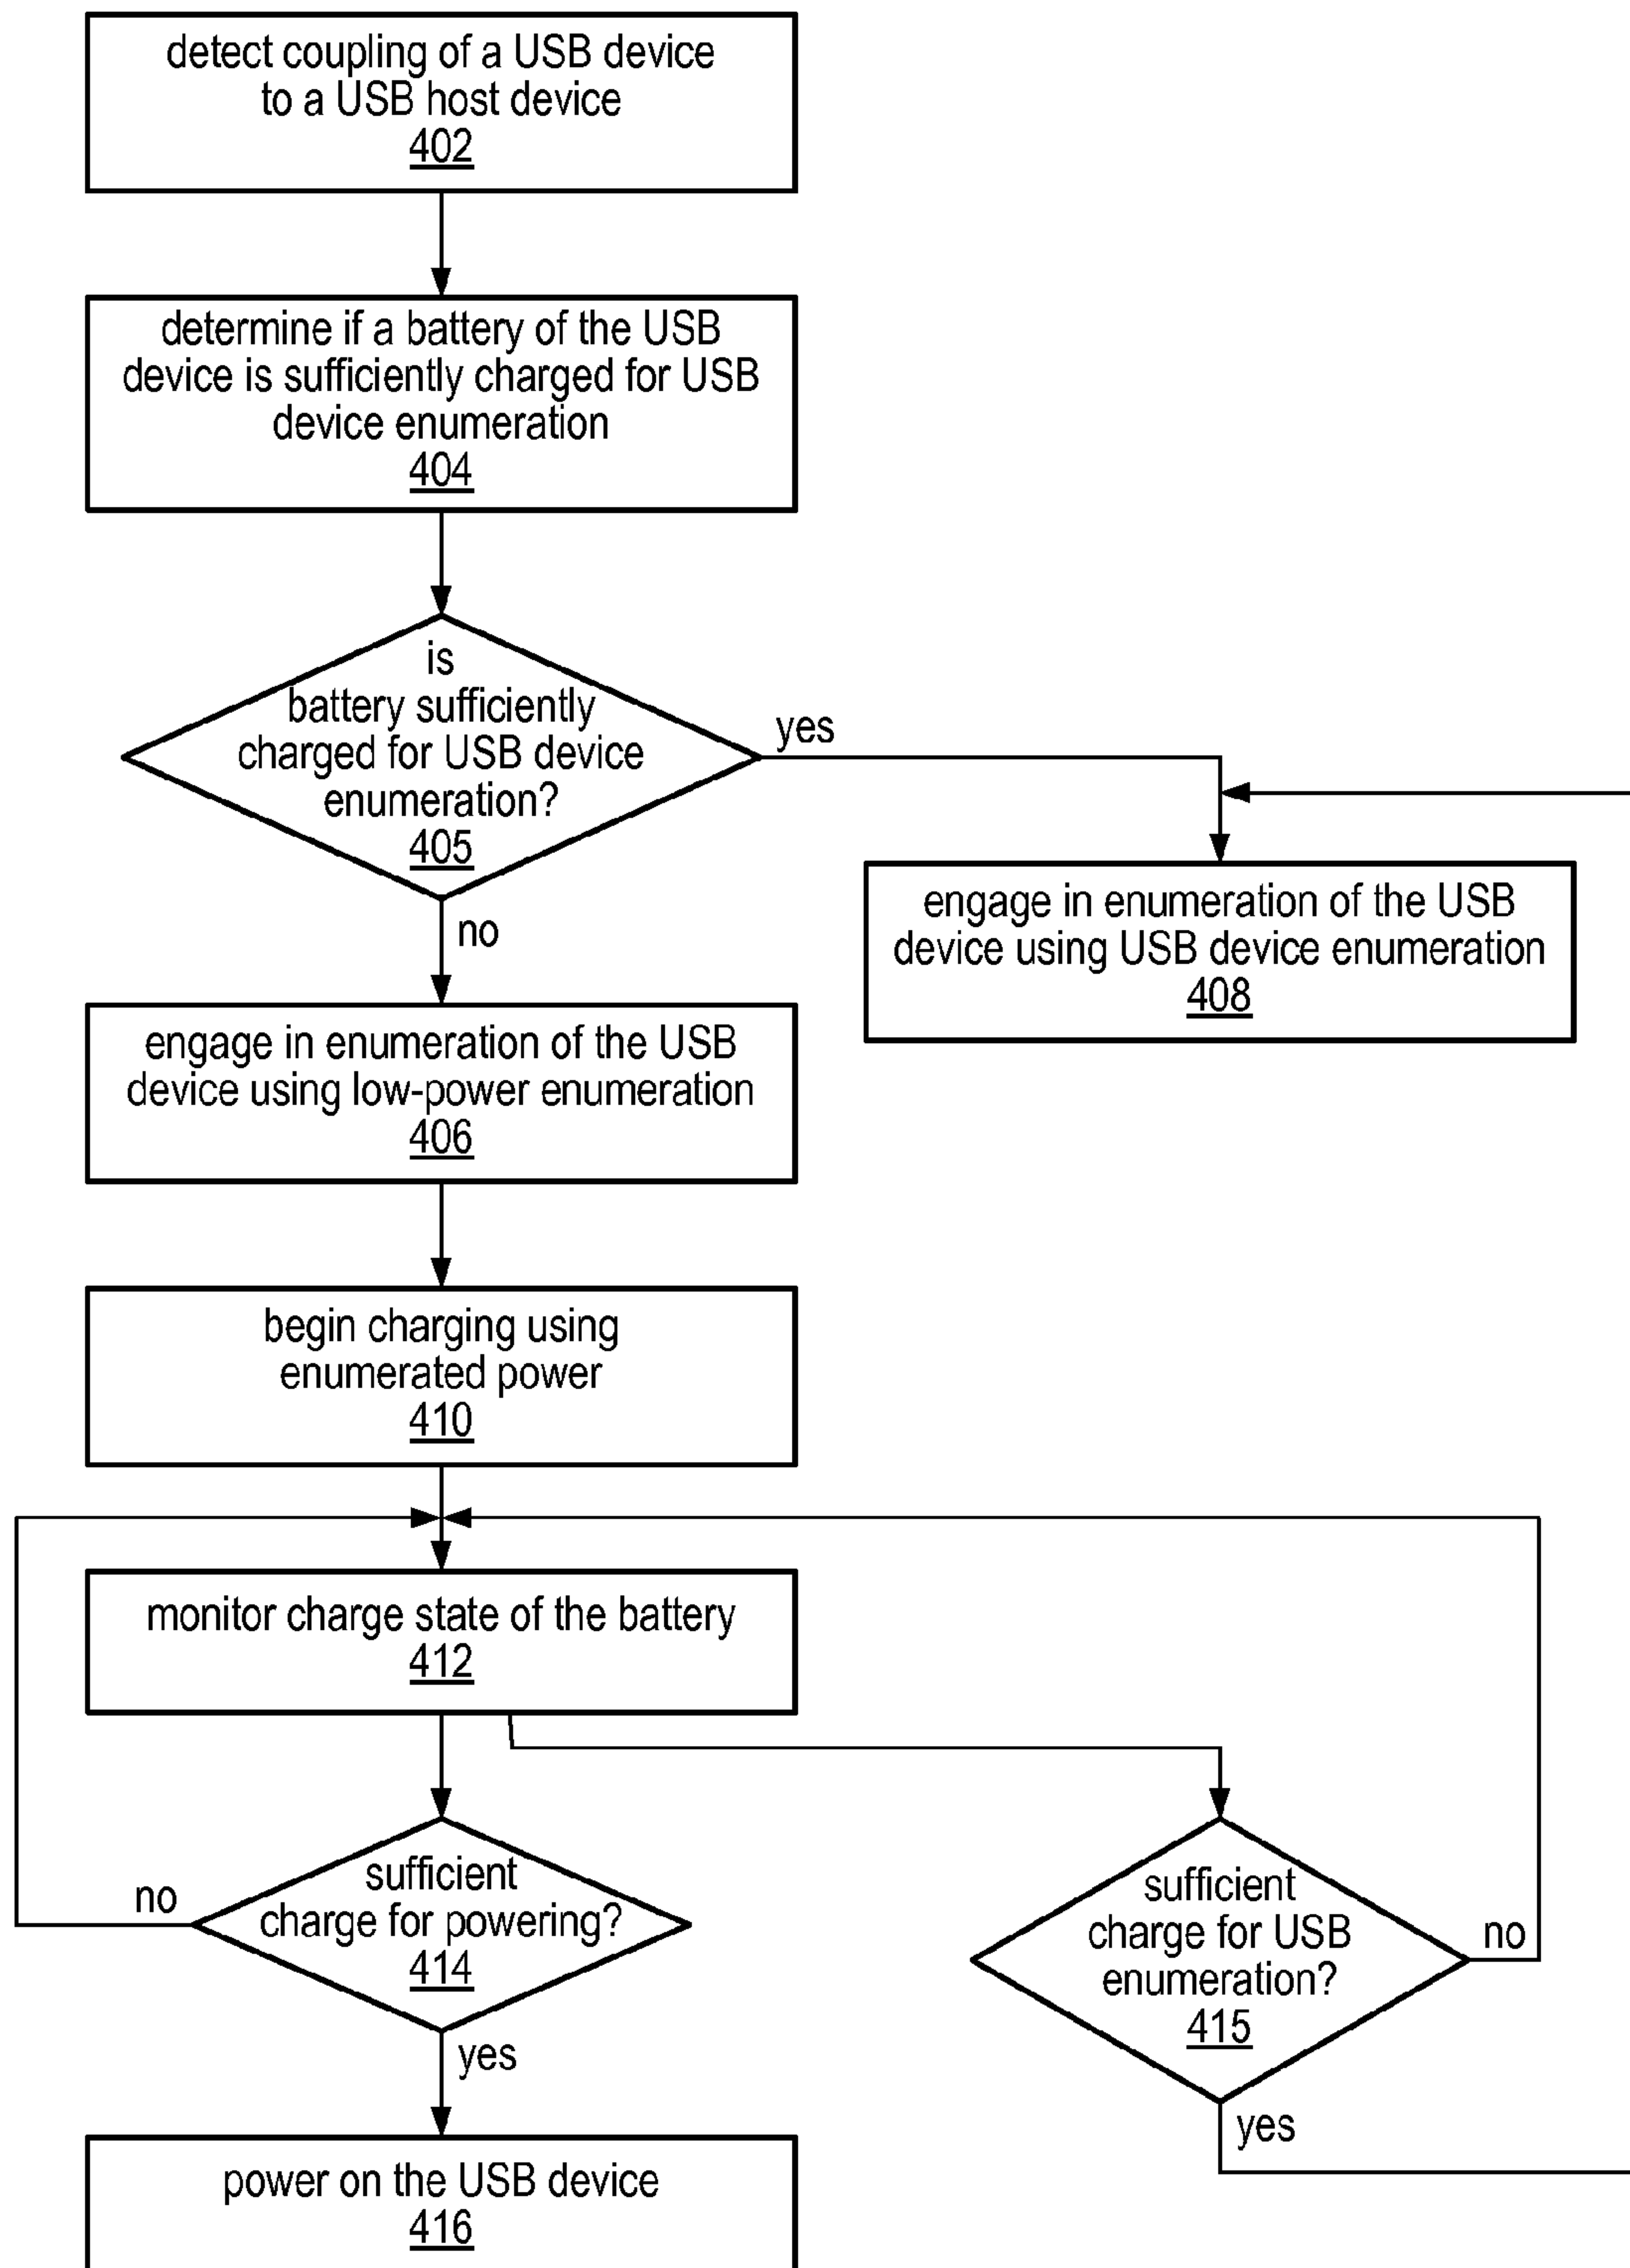 detect coupling of a USB device
to a USB host device
402
determine if a battery of the USB
device is sufficiently charged for USB
device enumeration
404
is
battery sufficiently
charged for USB device
enumeration?
405
yes
no
engage in enumeration of the USB
device using USB device enumeration
408
engage in enumeration of the USB
device using low-power enumeration
406
begin charging using
enumerated power
410
monitor charge state of the battery
412
sufficient
charge for powering?
414
no
yes
sufficient
charge for USB
enumeration?
415
no
yes
power on the USB device
416